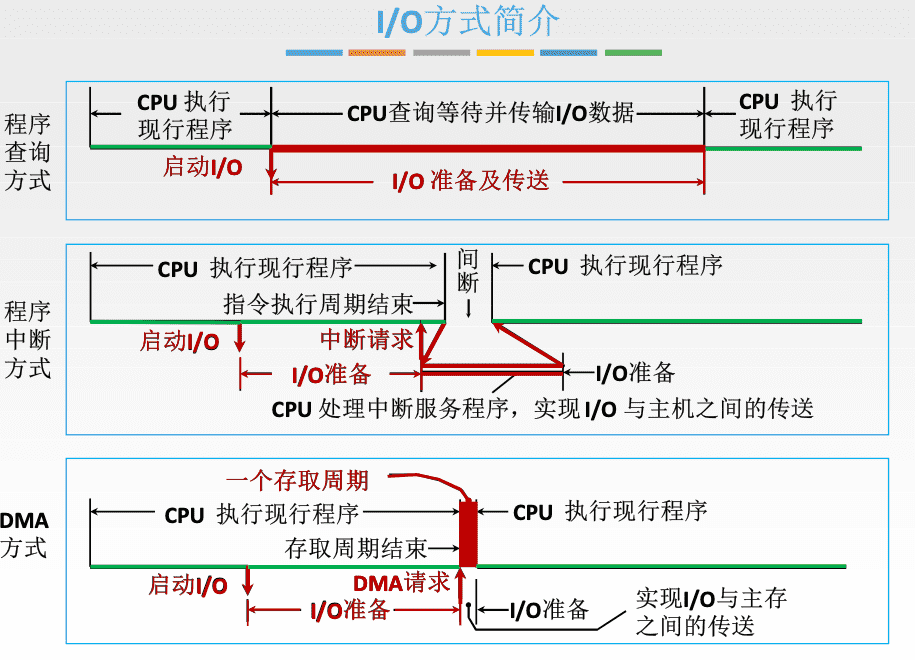 I/O方式简介
程序
查询
方式
CPU 执行
现行程序
CPU查询等待并传输I/O数据
CPU 执行
现行程序
启动I/O
I/O 准备及传送
程序
中断
方式
CPU 执行现行程序
间
断
CPU 执行现行程序
指令执行周期结束
启动I/O
中断请求
I/O准备
I/O准备
CPU 处理中断服务程序，实现 I/O 与主机之间的传送
DMA
方式
一个存取周期
CPU 执行现行程序
CPU 执行现行程序
存取周期结束
启动I/O
DMA请求
I/O准备
I/O准备
实现I/O与主存
之间的传送